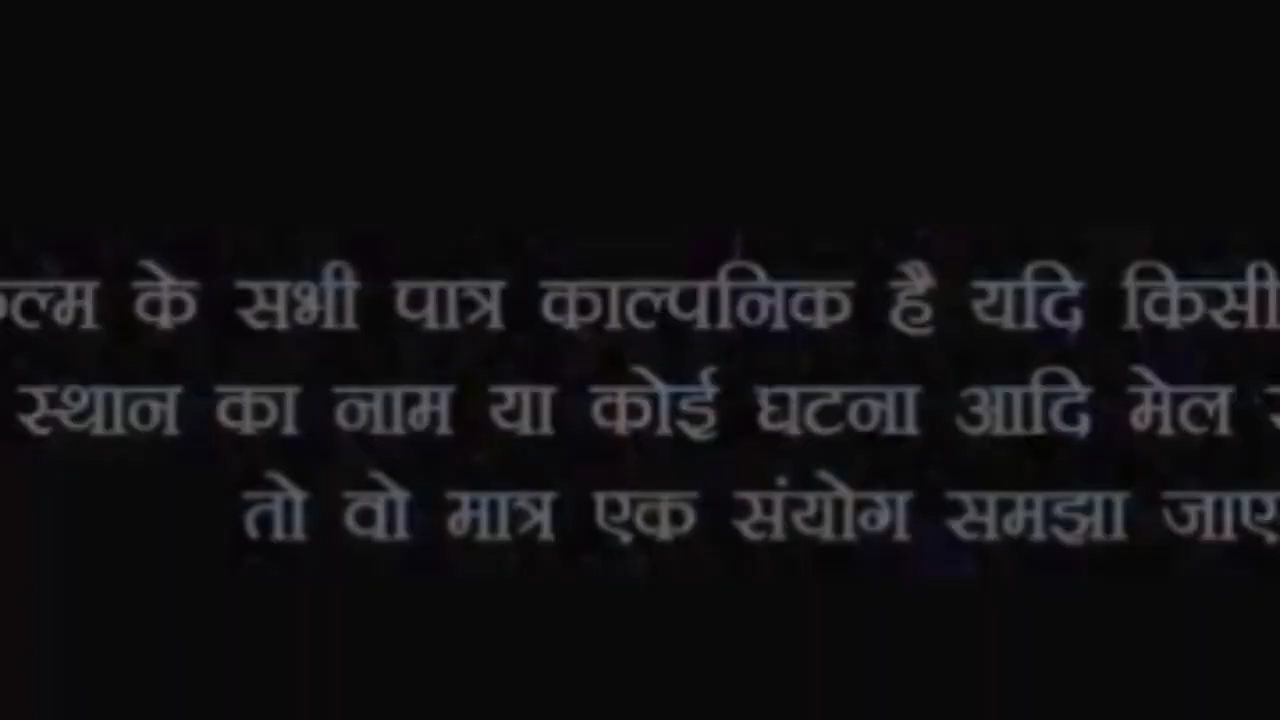 के सभी पात्र काल्पनिक है यदि किसी
स्थान का नाम या कोई घटना आदि मेल
तो वो मात्र एक संयोग समझा जाए